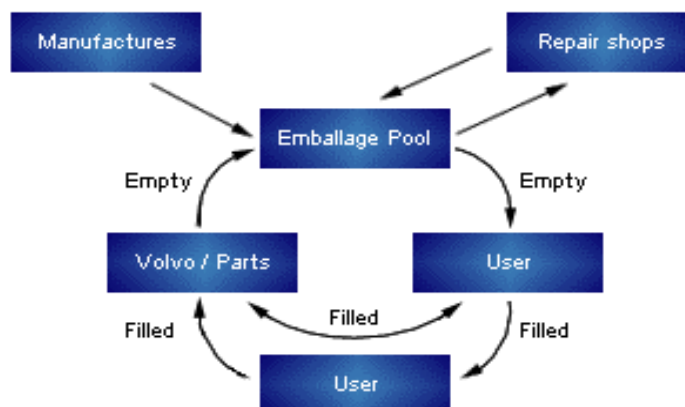 Manufactures
Repair shops
Emballage Pool
Empty
Empty
Volvo / Parts
User
Filled
Filled
Filled
User